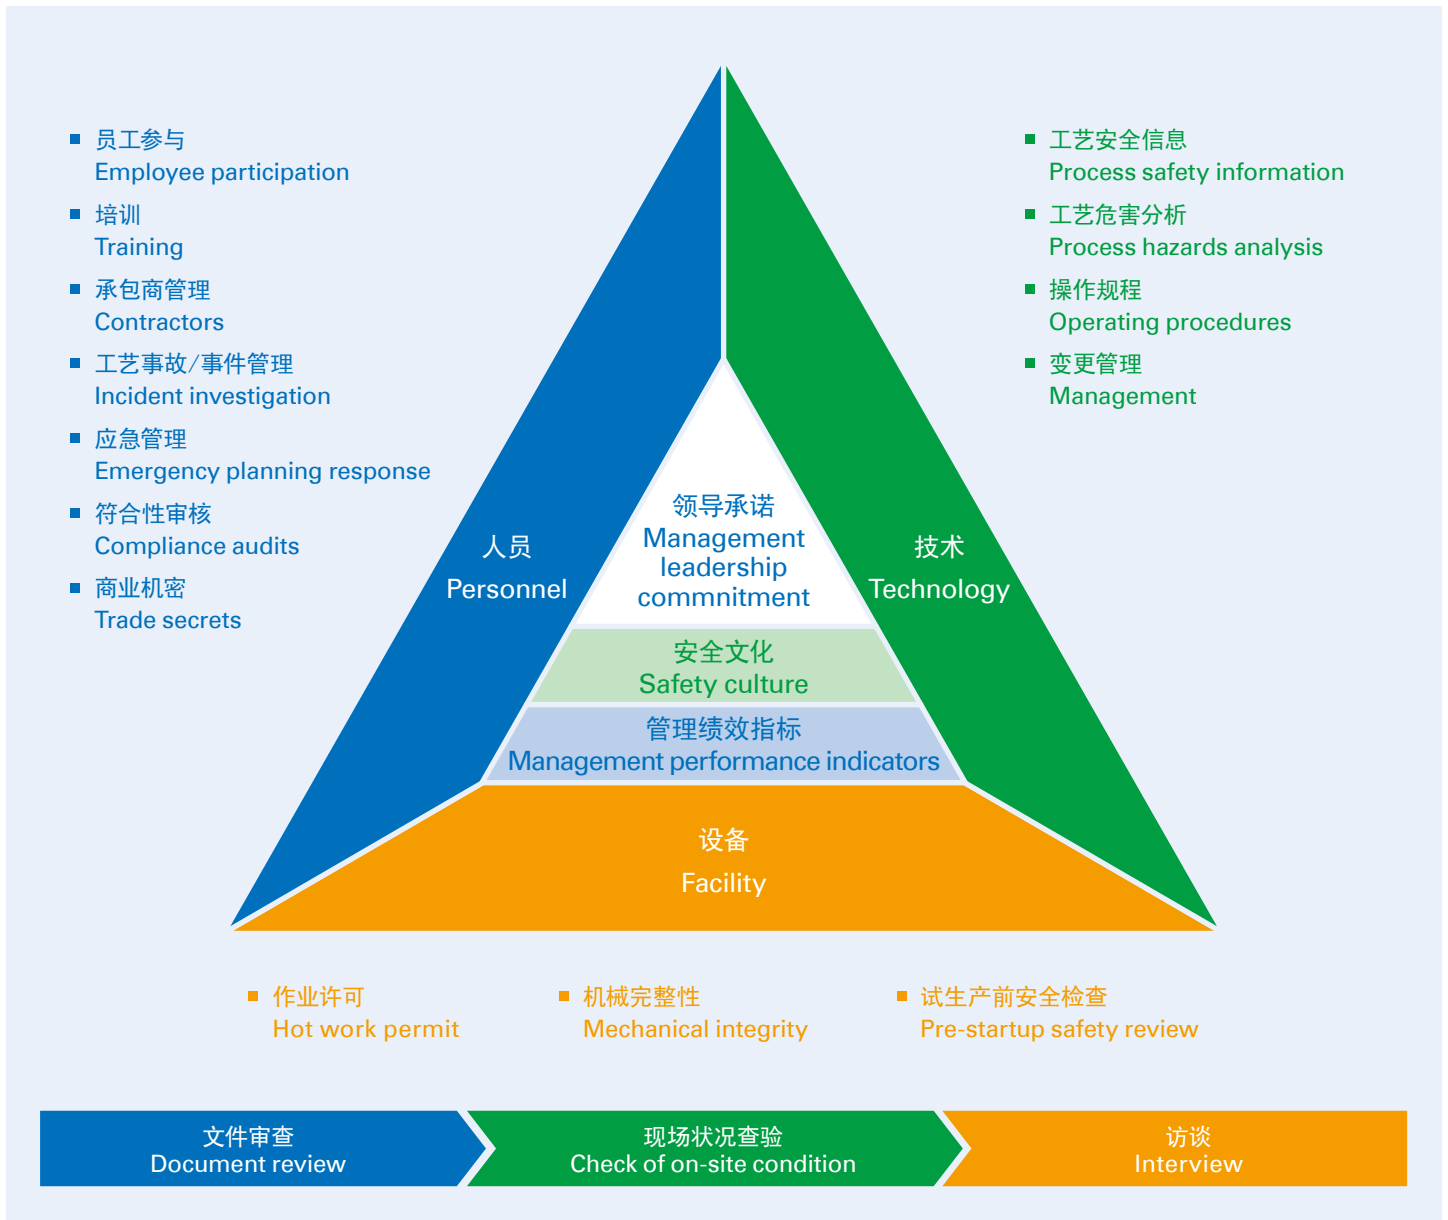 员工参与
Employee participation
培训
Training
承包商管理
Contractors
工艺事故/事件管理
Incident investigation
应急管理
Emergency planning response
符合性审核
Compliance audits
商业机密
Trade secrets
工艺安全信息
Process safety information
工艺危害分析
Process hazards analysis
操作规程
Operating procedures
变更管理
Management
人员
Personnel
领导承诺
Management
leadership
commnitment
技术
Technology
安全文化
Safety culture
管理绩效指标
Management performance indicators
设备
Facility
作业许可
Hot work permit
机械完整性
Mechanical integrity
试生产前安全检查
Pre-startup safety review
文件审查
Document review
现场状况查验
Check of on-site condition
访谈
Interview